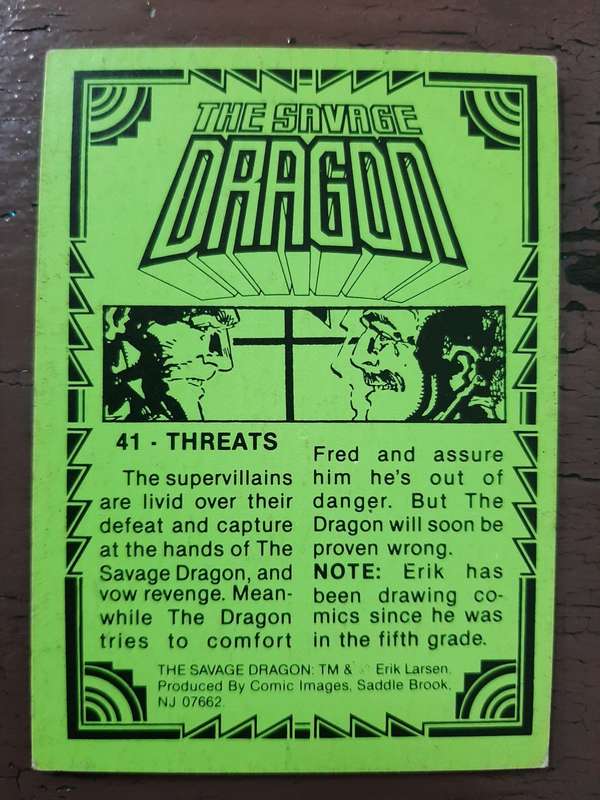 THE SAVAGE
DRAGON
41 - THREATS
The supervillains
are livid over their
defeat and capture
at the hands of The
Savage Dragon, and
vow revenge. Mean-
while The Dragon
tries to comfort
Fred and assure
him he's out of
danger. But The
Dragon will soon be
proven wrong.
NOTE: Erik has
been drawing co-
mics since he was
in the fifth grade.
THE SAVAGE DRAGON: TM & Erik Larsen.
Produced By Comic Images, Saddle Brook,
NJ 07662.